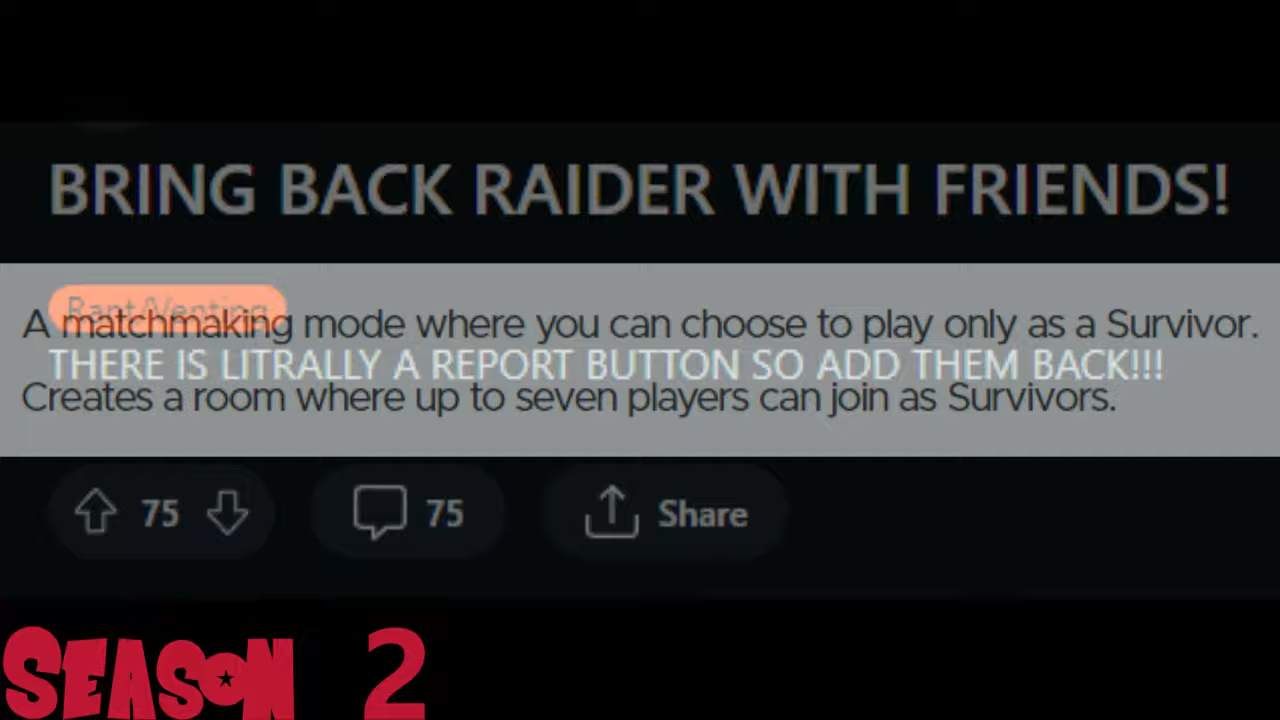 BRING BACK RAIDER WITH FRIENDS!
Rant/Venting
A matchmaking mode where you can choose to play only as a Survivor.
THERE IS LITRALLY A REPORT BUTTON SO ADD THEM BACK!!!
Creates a room where up to seven players can join as Survivors.
75 75 Share
SEASON 2